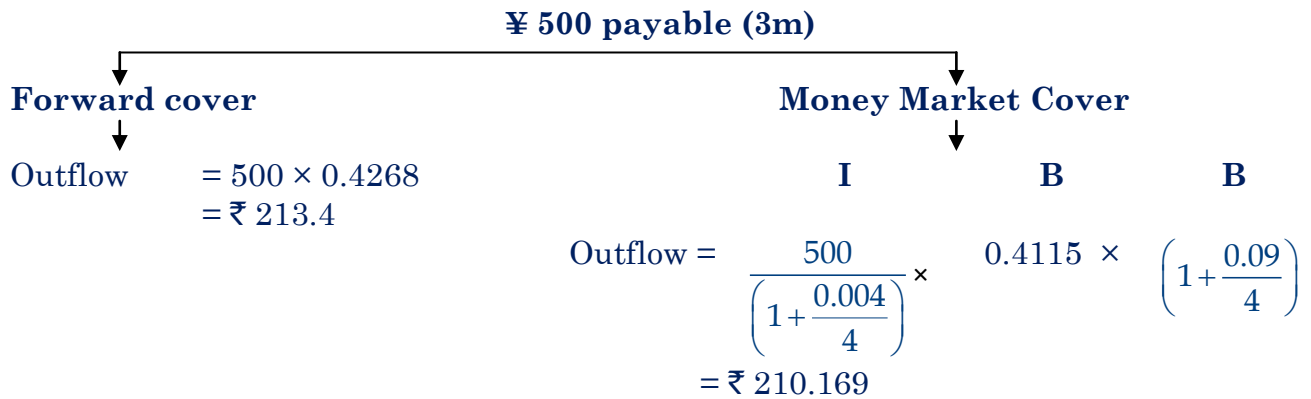 ¥ 500 payable (3m)
Forward cover
Outflow = 500 × 0.4268
= ₹ 213.4
Money Market Cover
I B B
Outflow = 500 / (1 + 0.004 / 4) × 0.4115 × (1 + 0.09 / 4)
= ₹ 210.169